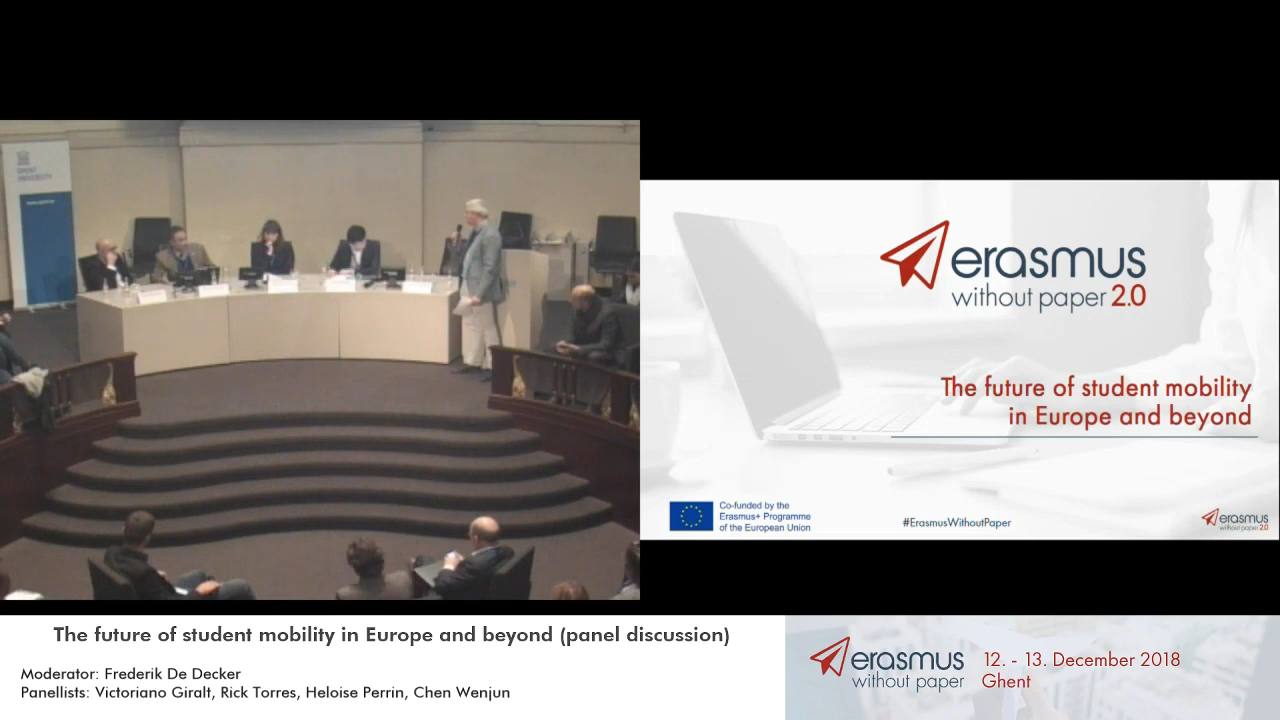 GHENT
UNIVERSITY
erasmus
without paper 2.0
The future of student mobility
in Europe and beyond
Co-funded by the
Erasmus+ Programme
of the European Union
#ErasmusWithoutPaper
erasmus
without paper 2.0
The future of student mobility in Europe and beyond (panel discussion)
Moderator: Frederik De Decker
Panellists: Victoriano Giralt, Rick Torres, Heloise Perrin, Chen Wenjun
erasmus
without paper
12. - 13. December 2018
Ghent